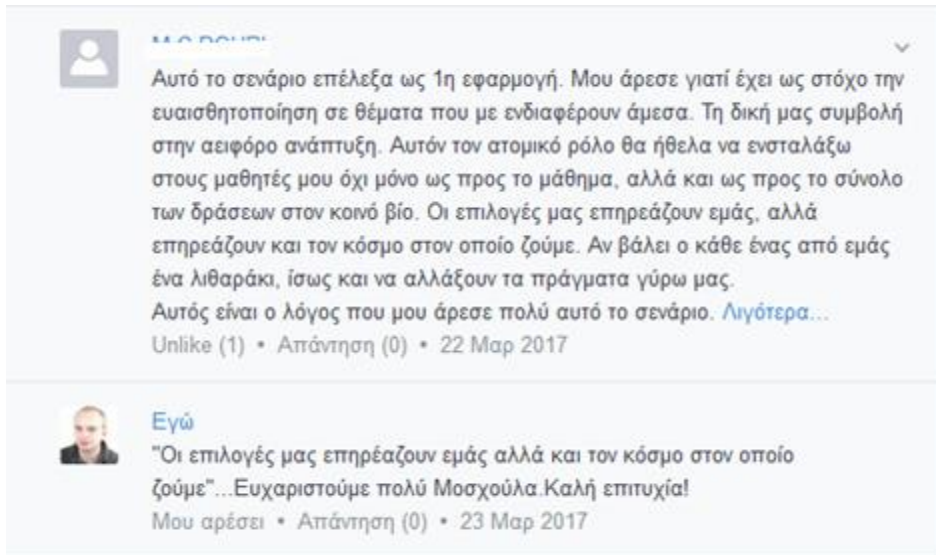 Αυτό το σενάριο επέλεξα ως 1η εφαρμογή. Μου άρεσε γιατί έχει ως στόχο την
ευαισθητοποίηση σε θέματα που με ενδιαφέρουν άμεσα. Τη δική μας συμβολή
στην αειφόρο ανάπτυξη. Αυτόν τον ατομικό ρόλο θα ήθελα να ενσταλάξω
στους μαθητές μου όχι μόνο ως προς το μάθημα, αλλά και ως προς το σύνολο
των δράσεων στον κοινό βίο. Οι επιλογές μας επηρεάζουν εμάς, αλλά
επηρεάζουν και τον κόσμο στον οποίο ζούμε. Αν βάλει ο κάθε ένας από εμάς
ένα λιθαράκι, ίσως και να αλλάξουν τα πράγματα γύρω μας.
Αυτός είναι ο λόγος που μου άρεσε πολύ αυτό το σενάριο. Λιγότερα...
Unlike (1) • Απάντηση (0) • 22 Μαρ 2017
Εγώ
"Οι επιλογές μας επηρέαζουν εμάς αλλά και τον κόσμο στον οποίο
ζούμε"...Ευχαριστούμε πολύ Μοσχούλα.Καλή επιτυχία!
Μου αρέσει • Απάντηση (0) • 23 Μαρ 2017